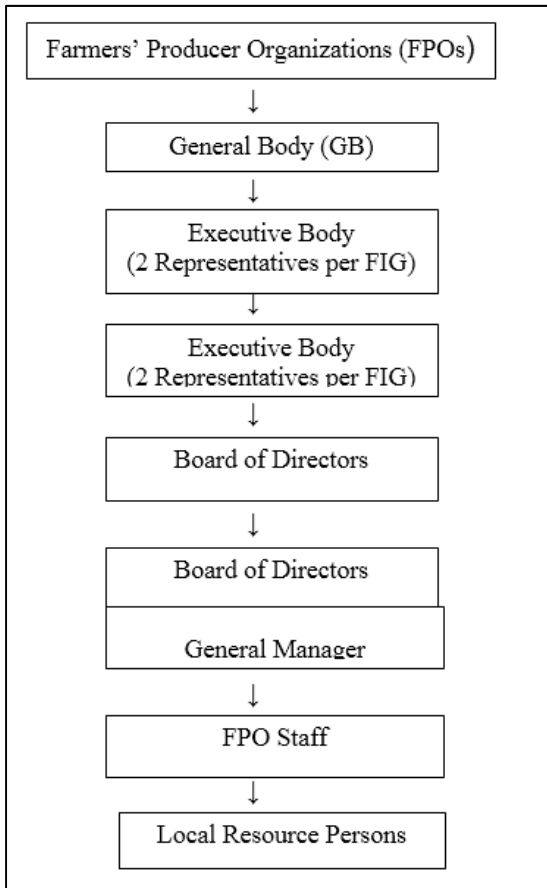 Farmers’ Producer Organizations (FPOs)
↓
General Body (GB)
↓
Executive Body
(2 Representatives per FIG)
↓
Executive Body
(2 Representatives per FIG)
↓
Board of Directors
↓
Board of Directors
General Manager
↓
FPO Staff
↓
Local Resource Persons